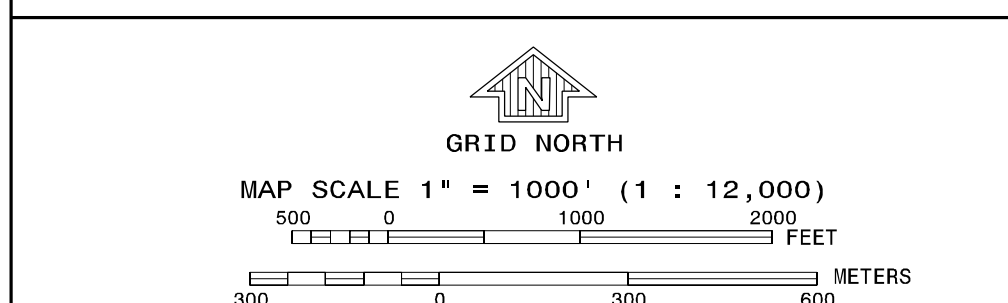 N
GRID NORTH
MAP SCALE 1" = 1000' (1 : 12,000)
500 0 1000 2000
FEET
METERS
300 0 300 600